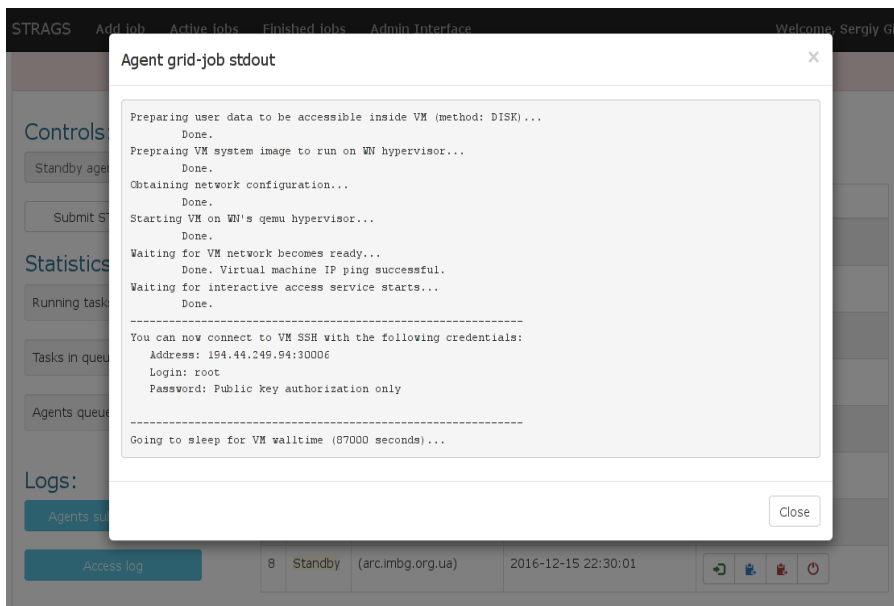 STRAGS Add job Active jobs Finished jobs Admin Interface Welcome, Sergiy
Agent grid-job stdout ×
Preparing user data to be accessible inside VM (method: DISK)...
Done.
Prepraing VM system image to run on WN hypervisor...
Done.
Obtaining network configuration...
Done.
Starting VM on WN's qemu hypervisor...
Done.
Waiting for VM network becomes ready...
Done. Virtual machine IP ping successful.
Waiting for interactive access service starts...
Done.
-------------------------------------------------------------
You can now connect to VM SSH with the following credentials:
Address: 194.44.249.94:30006
Login: root
Password: Public key authorization only
-------------------------------------------------------------
Going to sleep for VM walltime (87000 seconds)...
Close
Controls:
Standby
Submit
Statistics
Running
Tasks in
Agents
Logs:
Agents
Access log
8 Standby (arc.imbg.org.ua) 2016-12-15 22:30:01